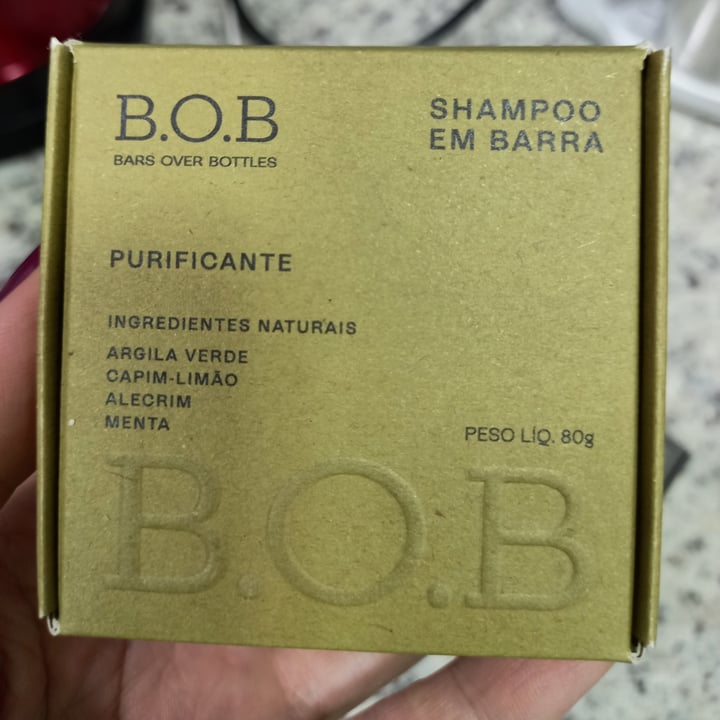 B.O.B
BARS OVER BOTTLES
SHAMPOO
EM BARRA
PURIFICANTE
INGREDIENTES NATURAIS
ARGILA VERDE
CAPIM-LIMÃO
ALECRIM
MENTA
PESO LÍQ. 80g
B.O.B